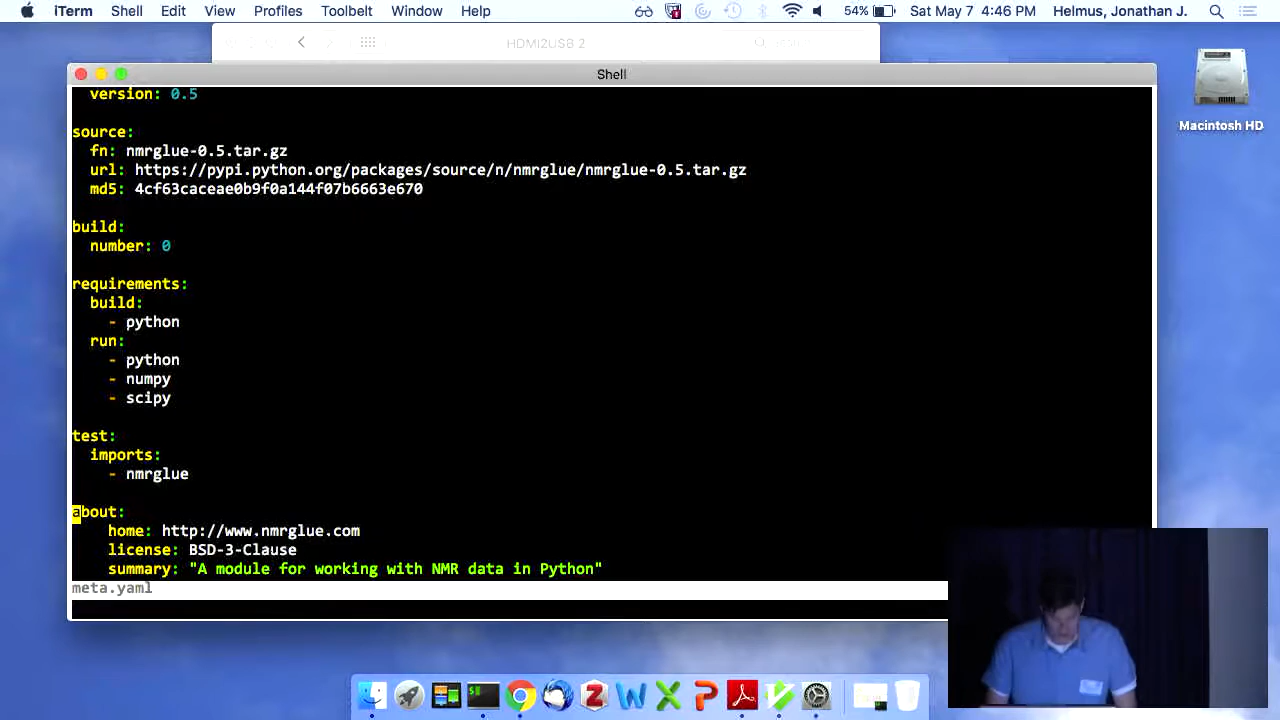 iTerm Shell Edit View Profiles Toolbelt Window Help 54% Sat May 7 4:46 PM Helmus, Jonathan J.
HDMI2USB 2
Shell
Macintosh HD
version: 0.5
source:
fn: nmrglue-0.5.tar.gz
url: https://pypi.python.org/packages/source/n/nmrglue/nmrglue-0.5.tar.gz
md5: 4cf63caceae0b9f0a144f07b6663e670
build:
number: 0
requirements:
build:
- python
run:
- python
- numpy
- scipy
test:
imports:
- nmrglue
about:
home: http://www.nmrglue.com
license: BSD-3-Clause
summary: "A module for working with NMR data in Python"
meta.yaml